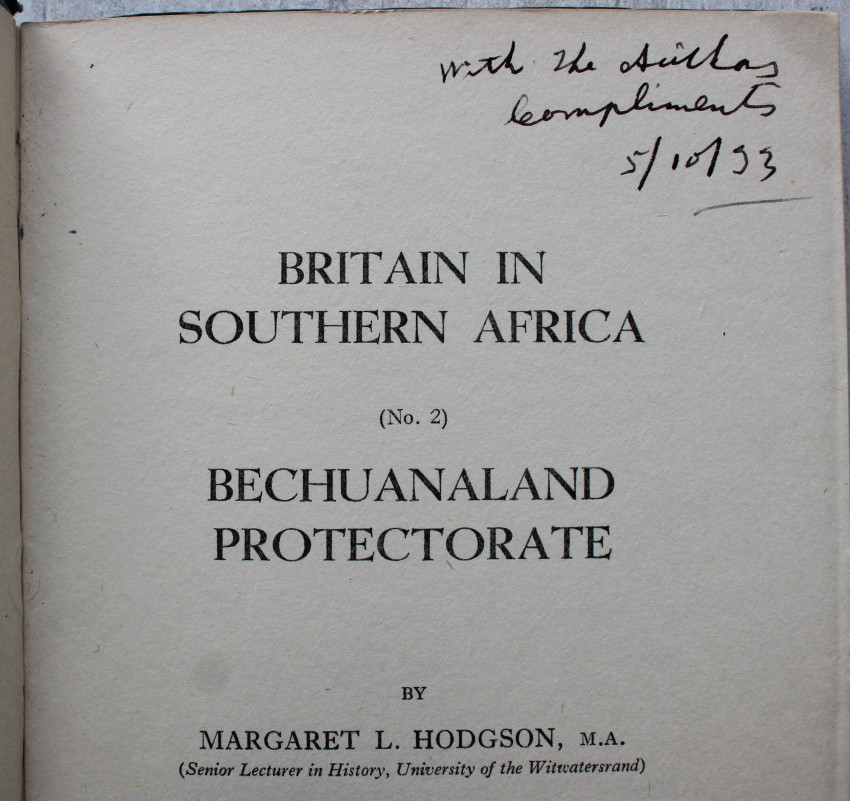 With the Authors
Compliments
5/10/33
BRITAIN IN
SOUTHERN AFRICA
(No. 2)
BECHUANALAND
PROTECTORATE
BY
MARGARET L. HODGSON, M.A.
(Senior Lecturer in History, University of the Witwatersrand)